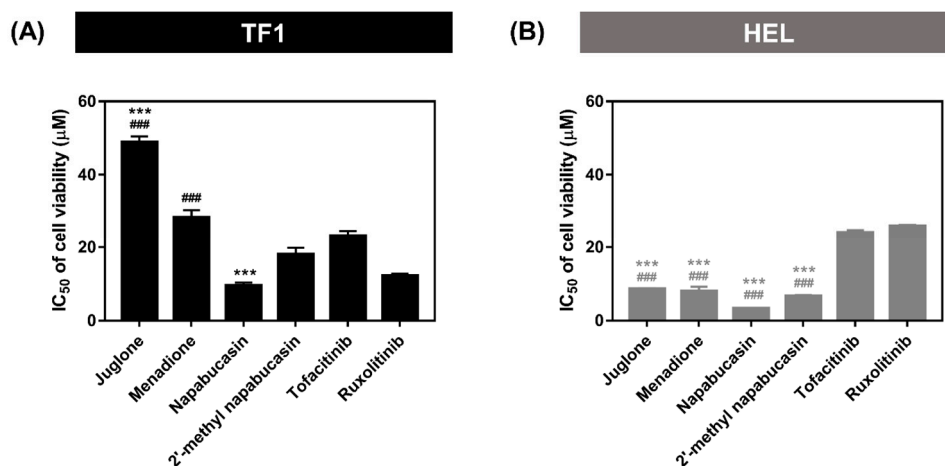 (A) TF1
IC50 of cell viability (μM)
60
40
20
0
***
###
###
***
Juglone
Menadione
Napabucasin
2'-methyl napabucasin
Tofacitinib
Ruxolitinib
(B) HEL
IC50 of cell viability (μM)
60
40
20
0
*** *** *** ***
### ### ### ###
Juglone
Menadione
Napabucasin
2'-methyl napabucasin
Tofacitinib
Ruxolitinib